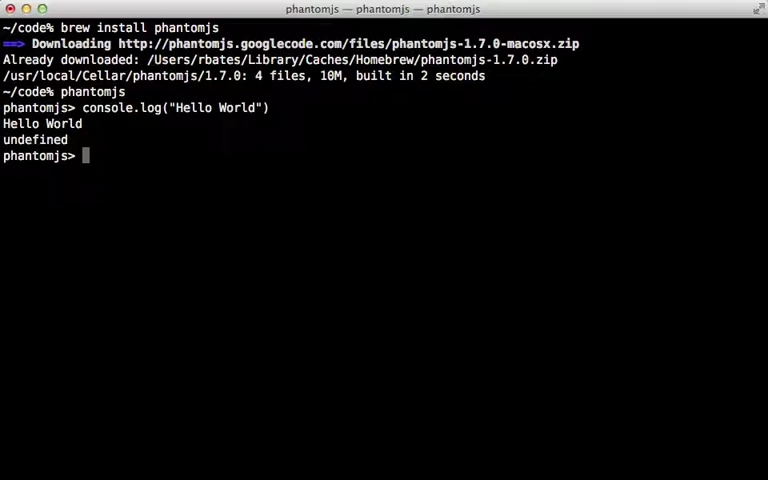 phantomjs — phantomjs — phantomjs
~/code% brew install phantomjs
==> Downloading http://phantomjs.googlecode.com/files/phantomjs-1.7.0-macosx.zip
Already downloaded: /Users/rbates/Library/Caches/Homebrew/phantomjs-1.7.0.zip
/usr/local/Cellar/phantomjs/1.7.0: 4 files, 10M, built in 2 seconds
~/code% phantomjs
phantomjs> console.log("Hello World")
Hello World
undefined
phantomjs>